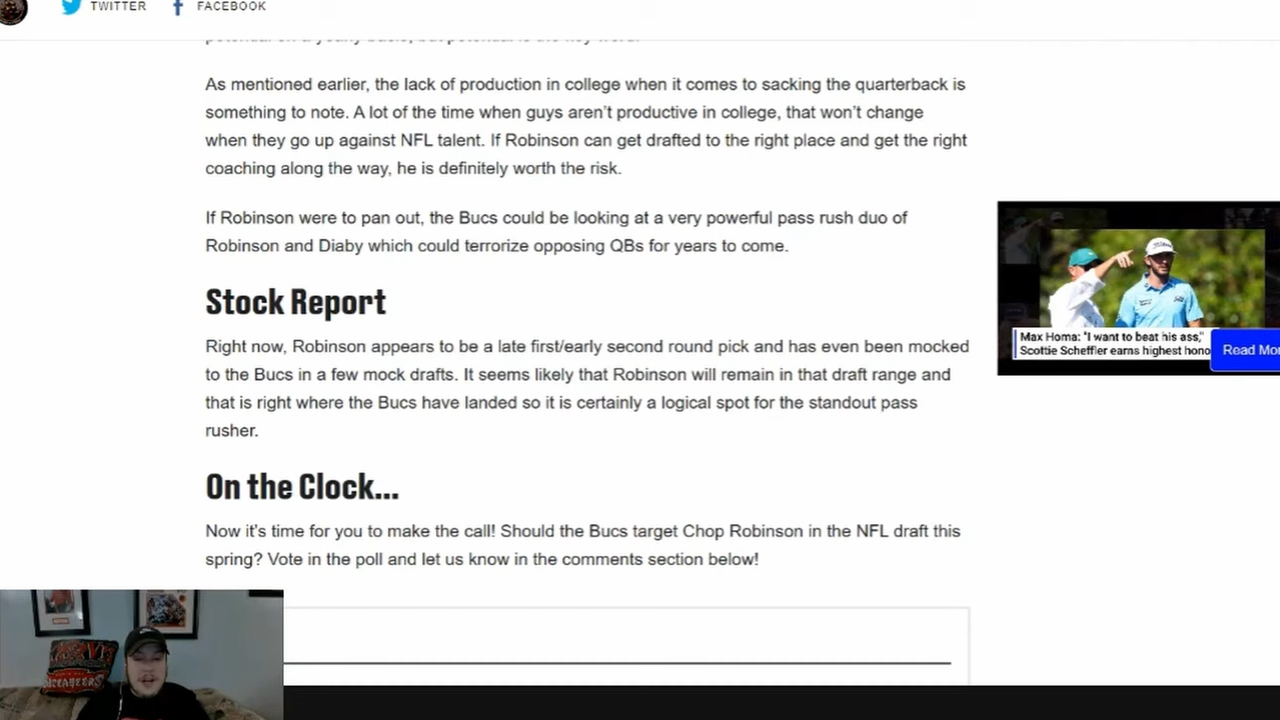 TWITTER
FACEBOOK
As mentioned earlier, the lack of production in college when it comes to sacking the quarterback is
something to note. A lot of the time when guys aren't productive in college, that won't change
when they go up against NFL talent. If Robinson can get drafted to the right place and get the right
coaching along the way, he is definitely worth the risk.
If Robinson were to pan out, the Bucs could be looking at a very powerful pass rush duo of
Robinson and Diaby which could terrorize opposing QBs for years to come.
Stock Report
Right now, Robinson appears to be a late first/early second round pick and has even been mocked
to the Bucs in a few mock drafts. It seems likely that Robinson will remain in that draft range and
that is right where the Bucs have landed so it is certainly a logical spot for the standout pass
rusher.
On the Clock...
Now it's time for you to make the call! Should the Bucs target Chop Robinson in the NFL draft this
spring? Vote in the poll and let us know in the comments section below!
Max Homa: "I want to beat his ass,"
Scottie Scheffler earns highest hono
Read Mor
BUCCANEERS